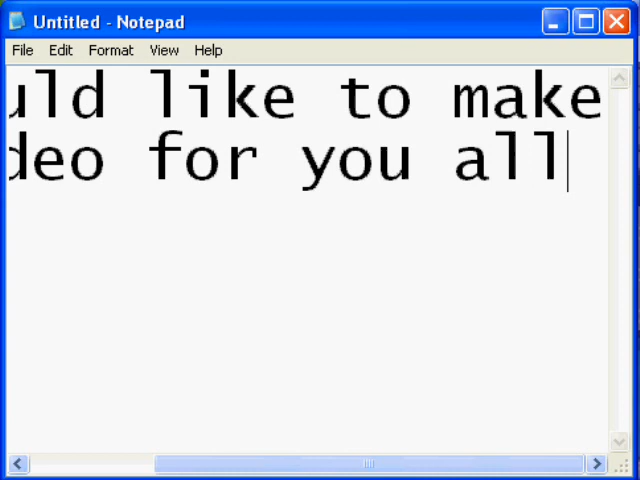 Untitled - Notepad
File Edit Format View Help
uld like to make
deo for you all